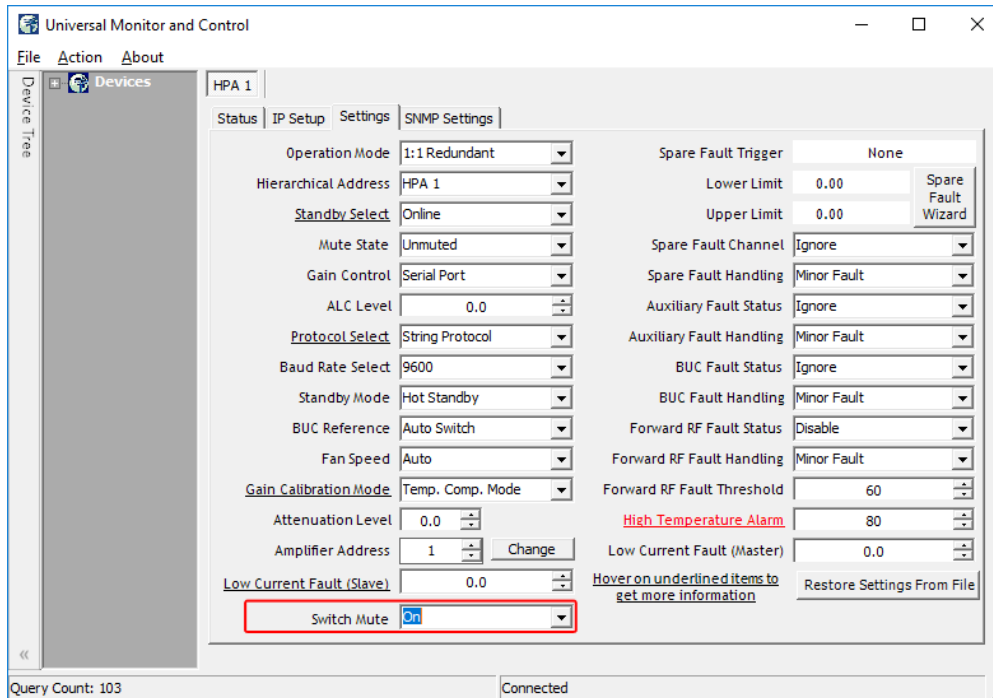 Universal Monitor and Control
File Action About
Device Tree
Devices
HPA 1
Status IP Setup Settings SNMP Settings
Operation Mode 1:1 Redundant
Hierarchical Address HPA 1
Standby Select Online
Mute State Unmuted
Gain Control Serial Port
ALC Level 0.0
Protocol Select String Protocol
Baud Rate Select 9600
Standby Mode Hot Standby
BUC Reference Auto Switch
Fan Speed Auto
Gain Calibration Mode Temp. Comp. Mode
Attenuation Level 0.0
Amplifier Address 1 Change
Low Current Fault (Slave) 0.0
Switch Mute On
Spare Fault Trigger None
Lower Limit 0.00
Upper Limit 0.00
Spare
Fault
Wizard
Spare Fault Channel Ignore
Spare Fault Handling Minor Fault
Auxiliary Fault Status Ignore
Auxiliary Fault Handling Minor Fault
BUC Fault Status Ignore
BUC Fault Handling Minor Fault
Forward RF Fault Status Disable
Forward RF Fault Handling Minor Fault
Forward RF Fault Threshold 60
High Temperature Alarm 80
Low Current Fault (Master) 0.0
Hover on underlined items to
get more information
Restore Settings From File
Query Count: 103
Connected